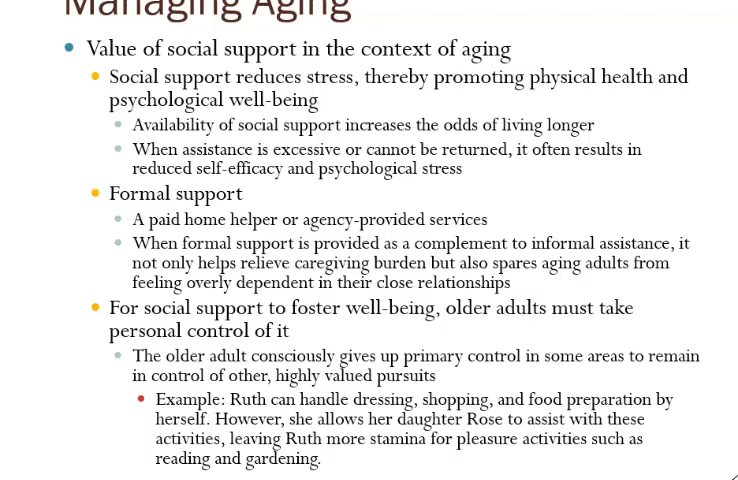 Managing Aging
Value of social support in the context of aging
Social support reduces stress, thereby promoting physical health and
psychological well-being
Availability of social support increases the odds of living longer
When assistance is excessive or cannot be returned, it often results in
reduced self-efficacy and psychological stress
Formal support
A paid home helper or agency-provided services
When formal support is provided as a complement to informal assistance, it
not only helps relieve caregiving burden but also spares aging adults from
feeling overly dependent in their close relationships
For social support to foster well-being, older adults must take
personal control of it
The older adult consciously gives up primary control in some areas to remain
in control of other, highly valued pursuits
Example: Ruth can handle dressing, shopping, and food preparation by
herself. However, she allows her daughter Rose to assist with these
activities, leaving Ruth more stamina for pleasure activities such as
reading and gardening.